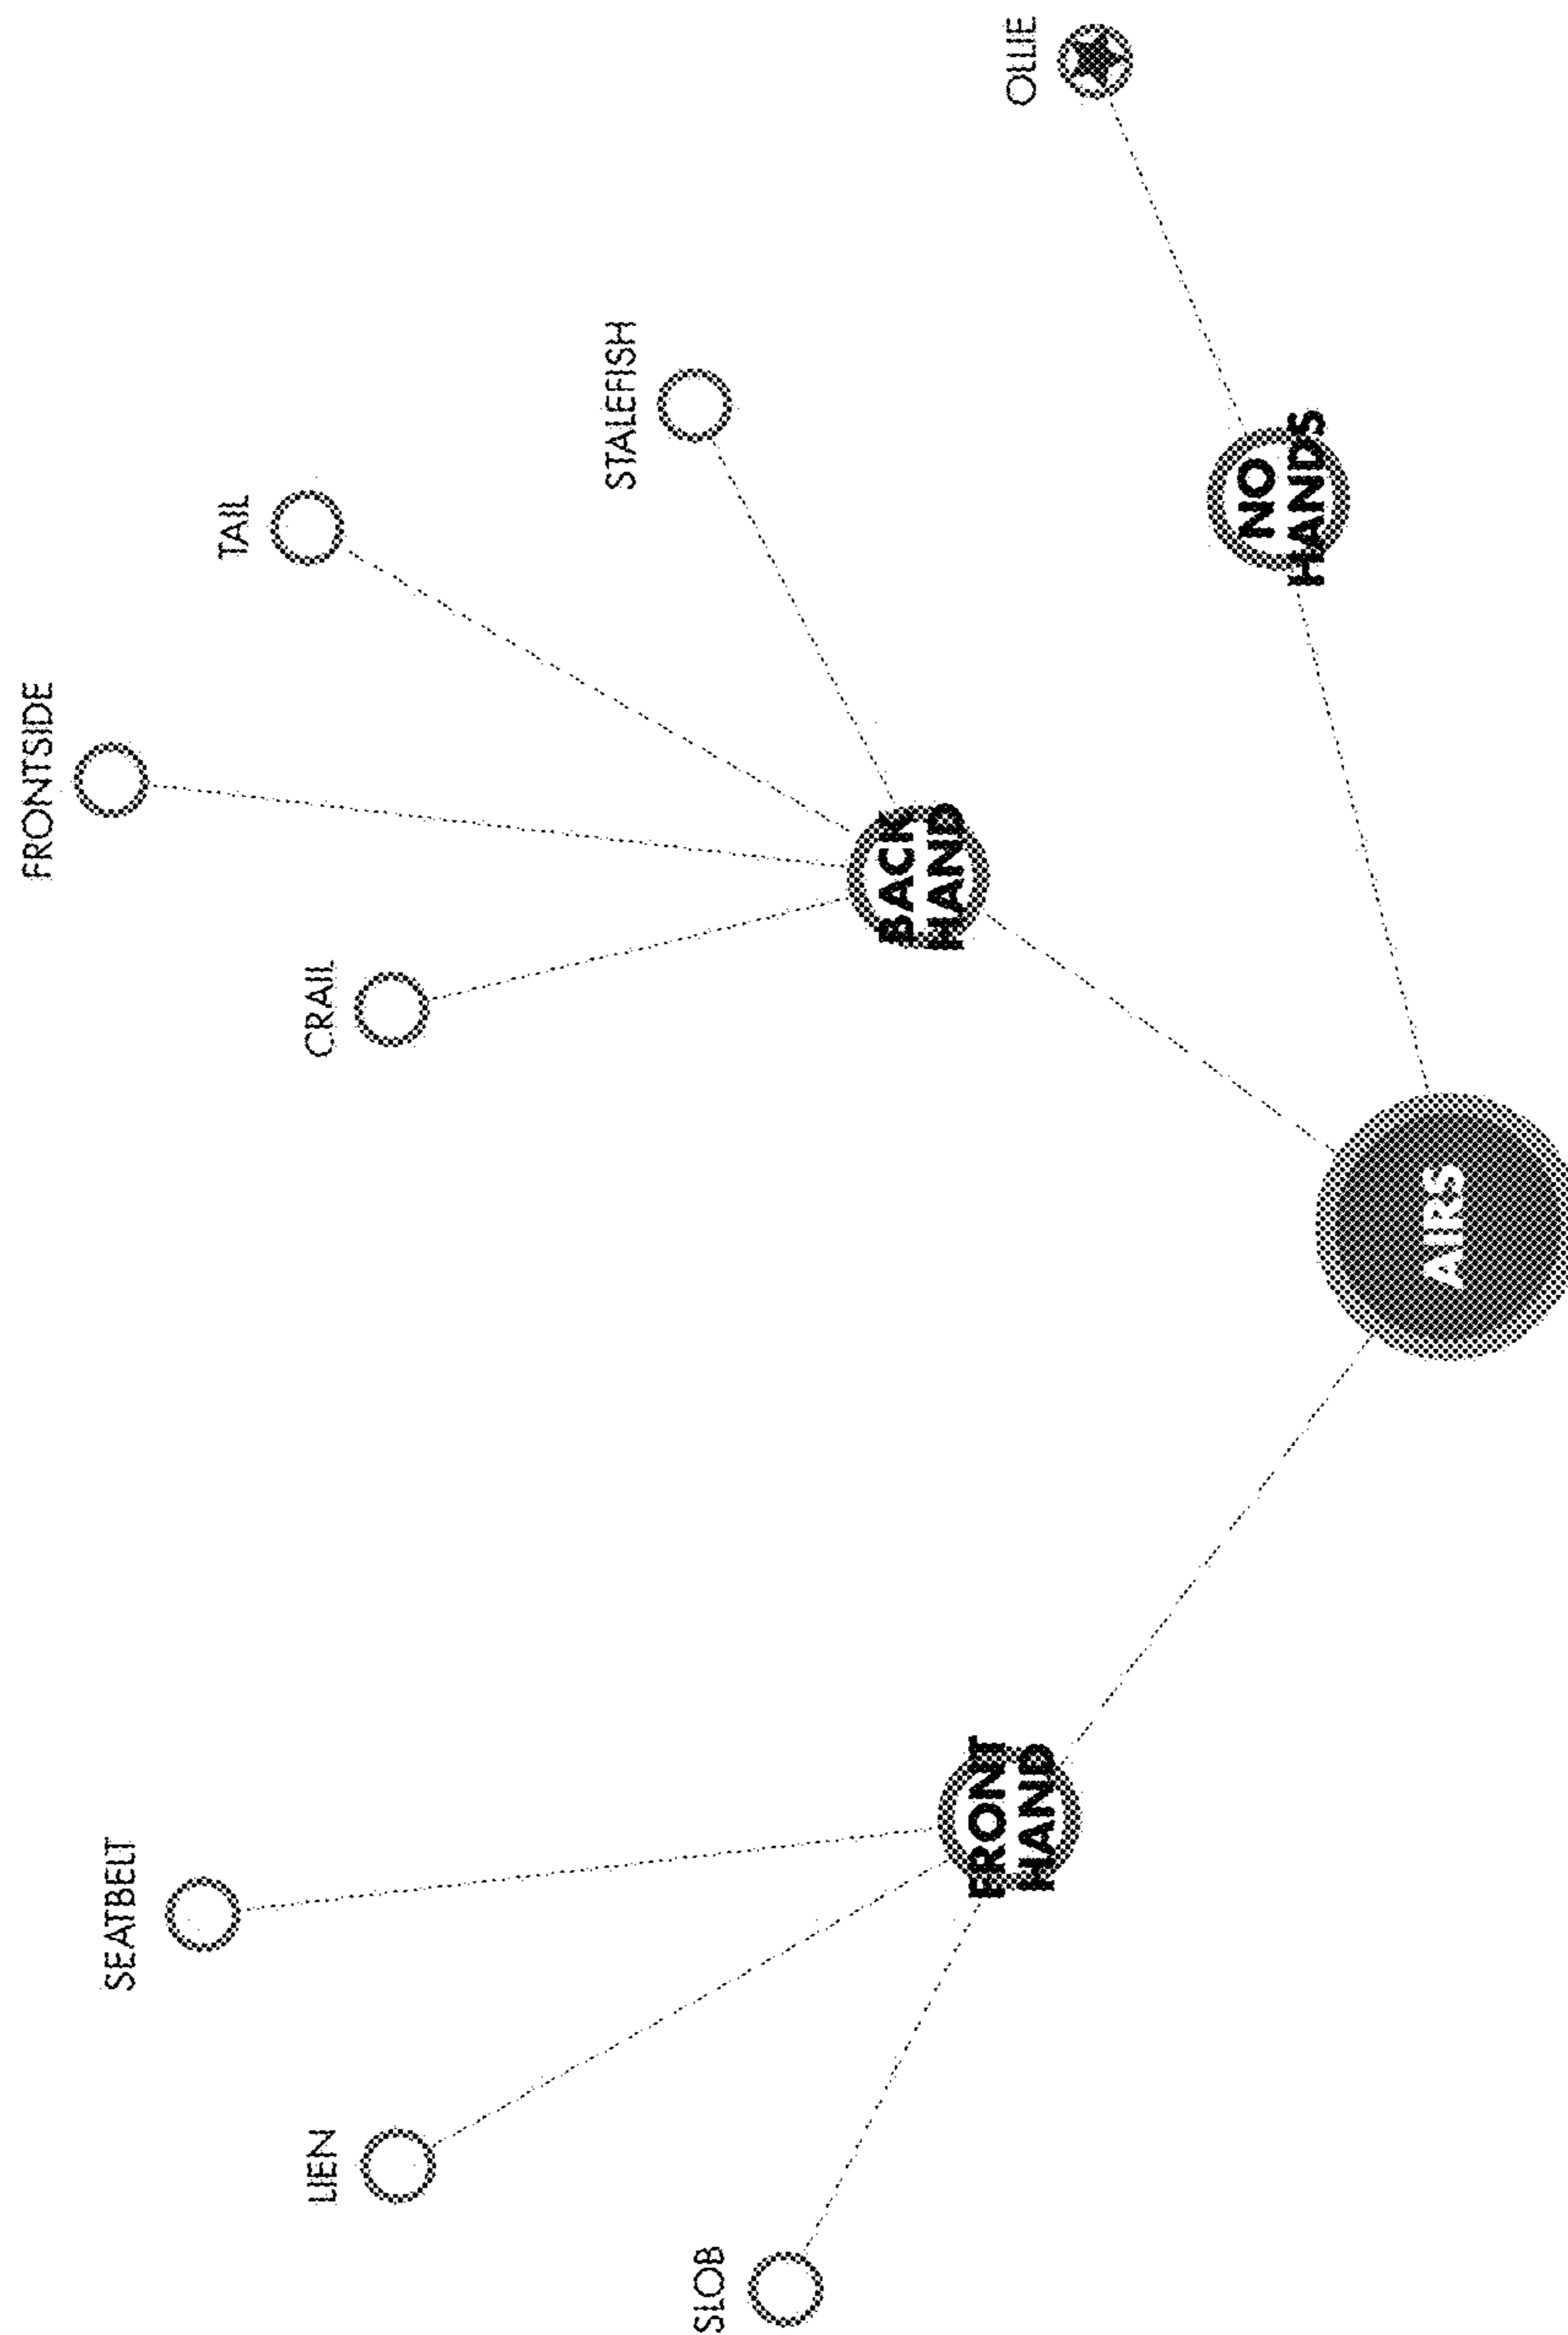 FRONTSIDE
SEATBELT
TAIL
CRAIL
LIEN
STALEFISH
SLOB
BACK
HAND
FRONT
HAND
OLLIE
NO
HANDS
AIRS